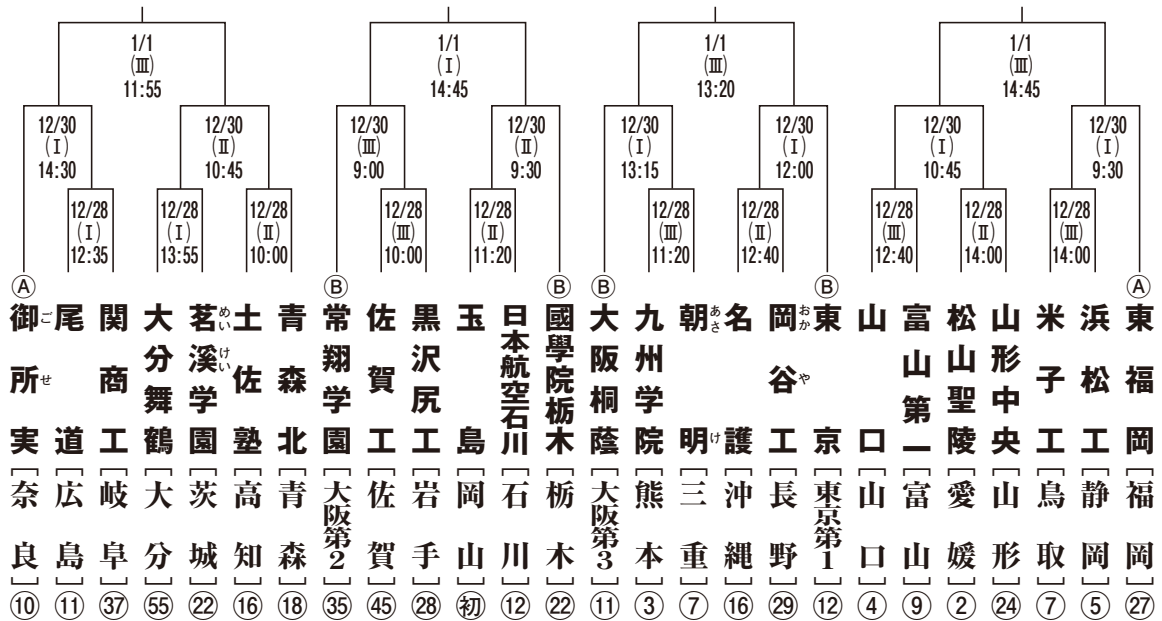 1/1
(Ⅲ)
11:55
1/1
(Ⅰ)
14:45
1/1
(Ⅲ)
13:20
1/1
(Ⅲ)
14:45
12/30
(Ⅰ)
14:30
12/30
(Ⅱ)
10:45
12/30
(Ⅲ)
9:00
12/30
(Ⅱ)
9:30
12/30
(Ⅰ)
13:15
12/30
(Ⅰ)
12:00
12/30
(Ⅰ)
10:45
12/30
(Ⅰ)
9:30
12/28
(Ⅰ)
12:35
12/28
(Ⅰ)
13:55
12/28
(Ⅱ)
10:00
12/28
(Ⅲ)
10:00
12/28
(Ⅱ)
11:20
12/28
(Ⅲ)
11:20
12/28
(Ⅱ)
12:40
12/28
(Ⅲ)
12:40
12/28
(Ⅱ)
14:00
12/28
(Ⅲ)
14:00
Ⓐ
御所実
ごせ
[奈良]
⑩
尾道
[広島]
⑪
関商工
[岐阜]
㊲
大分舞鶴
[大分]
55
茗溪学園
めいけい
[茨城]
㉒
土佐塾
[高知]
⑯
青森北
[青森]
⑱
Ⓑ
常翔学園
[大阪第2]
㉟
佐賀工
[佐賀]
㊺
黒沢尻工
[岩手]
㉘
玉島
[岡山]
初
日本航空石川
[石川]
⑫
Ⓑ
國學院栃木
[栃木]
㉒
Ⓑ
大阪桐蔭
[大阪第3]
⑪
九州学院
[熊本]
③
朝明
あさけ
[三重]
⑦
名護
[沖縄]
⑯
岡谷工
おかや
[長野]
㉙
Ⓑ
東京
[東京第1]
⑫
山口
[山口]
④
富山第一
[富山]
⑨
松山聖陵
[愛媛]
②
山形中央
[山形]
㉔
米子工
[鳥取]
⑦
浜松工
[静岡]
⑤
Ⓐ
東福岡
[福岡]
㉗